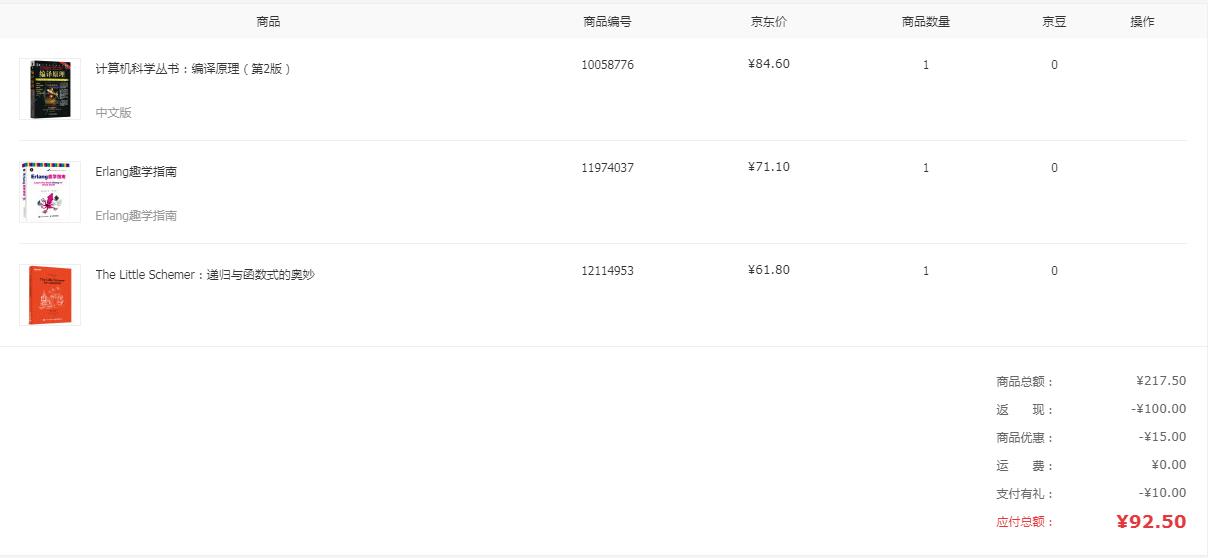 商品 商品编号 京东价 商品数量 京豆 操作
编译原理
计算机科学丛书：编译原理（第2版） 10058776 ¥84.60 1 0
中文版
Erlang趣学指南
Erlang趣学指南 11974037 ¥71.10 1 0
Erlang趣学指南
The Little Schemer
The Little Schemer：递归与函数式的奥妙 12114953 ¥61.80 1 0
商品总额： ¥217.50
返 现： -¥100.00
商品优惠： -¥15.00
运 费： ¥0.00
支付有礼： -¥10.00
应付总额： ¥92.50